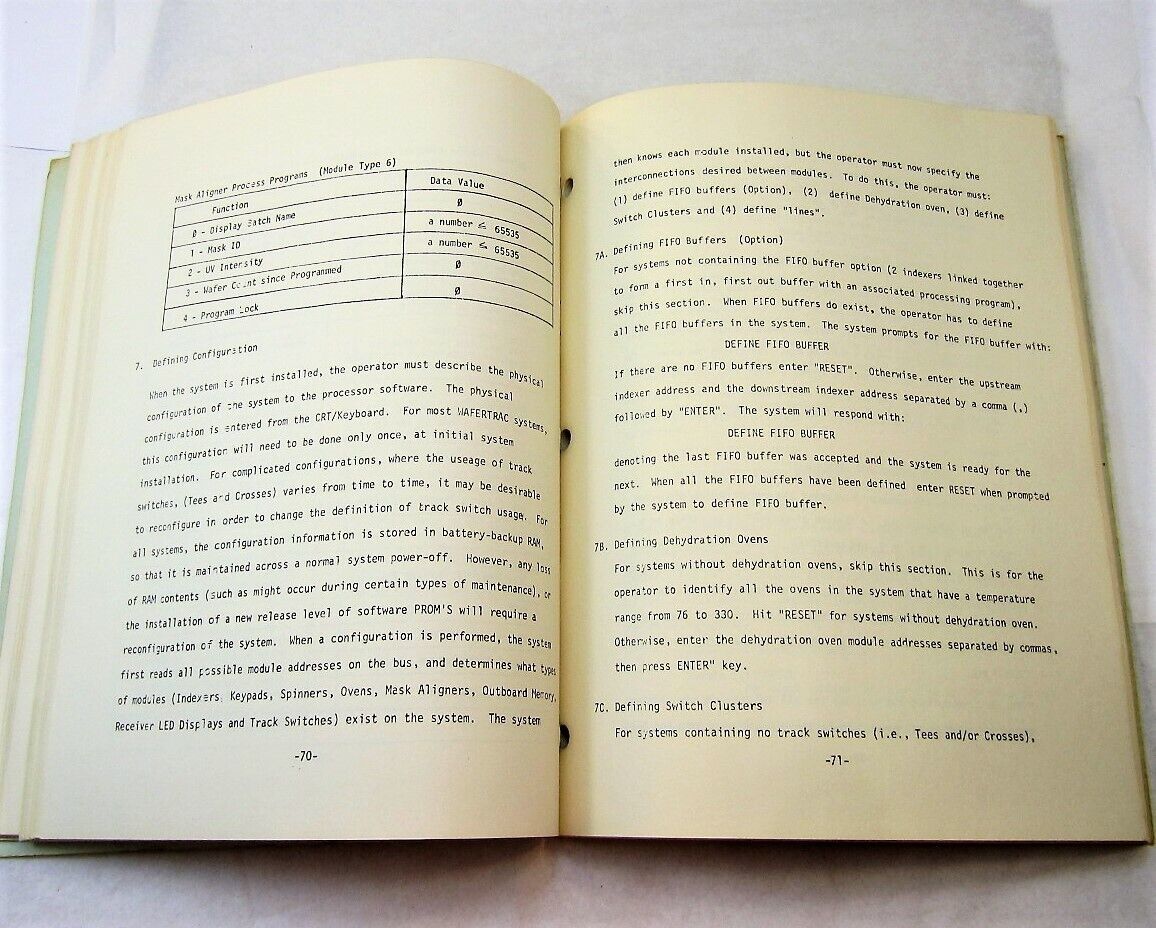 Mask Aligner Process Programs (Module Type 6)
Function Data Value
0 - Display Batch Name 0
1 - Mask ID a number ≤ 65535
2 - UV Intensity a number ≤ 65535
3 - Wafer Count since Programmed 0
4 - Program Lock 0
7. Defining Configuration
When the system is first installed, the operator must describe the physical
configuration of the system to the processor software. The physical
configuration is entered from the CRT/Keyboard. For most WAFERTRAC systems,
this configuration will need to be done only once, at initial system
installation. For complicated configurations, where the useage of track
switches, (Tees and Crosses) varies from time to time, it may be desirable
to reconfigure in order to change the definition of track switch usage. For
all systems, the configuration information is stored in battery-backup RAM,
so that it is maintained across a normal system power-off. However, any loss
of RAM contents (such as might occur during certain types of maintenance), or
the installation of a new release level of software PROM'S will require a
reconfiguration of the system. When a configuration is performed, the system
first reads all possible module addresses on the bus, and determines what types
of modules (Indexers, Keypads, Spinners, Ovens, Mask Aligners, Outboard Memory,
Receiver LED Displays and Track Switches) exist on the system. The system
-70-
then knows each module installed, but the operator must now specify the
interconnections desired between modules. To do this, the operator must:
(1) define FIFO buffers (Option), (2) define Dehydration oven, (3) define
Switch Clusters and (4) define "lines".
7A. Defining FIFO Buffers (Option)
For systems not containing the FIFO buffer option (2 indexers linked together
to form a first in, first out buffer with an associated processing program),
skip this section. When FIFO buffers do exist, the operator has to define
all the FIFO buffers in the system. The system prompts for the FIFO buffer with:
DEFINE FIFO BUFFER
If there are no FIFO buffers enter "RESET". Otherwise, enter the upstream
indexer address and the downstream indexer address separated by a comma (,)
followed by "ENTER". The system will respond with:
DEFINE FIFO BUFFER
denoting the last FIFO buffer was accepted and the system is ready for the
next. When all the FIFO buffers have been defined enter RESET when prompted
by the system to define FIFO buffer.
7B. Defining Dehydration Ovens
For systems without dehydration ovens, skip this section. This is for the
operator to identify all the ovens in the system that have a temperature
range from 76 to 330. Hit "RESET" for systems without dehydration oven.
Otherwise, enter the dehydration oven module addresses separated by commas,
then press ENTER" key.
7C. Defining Switch Clusters
For systems containing no track switches (i.e., Tees and/or Crosses),
-71-